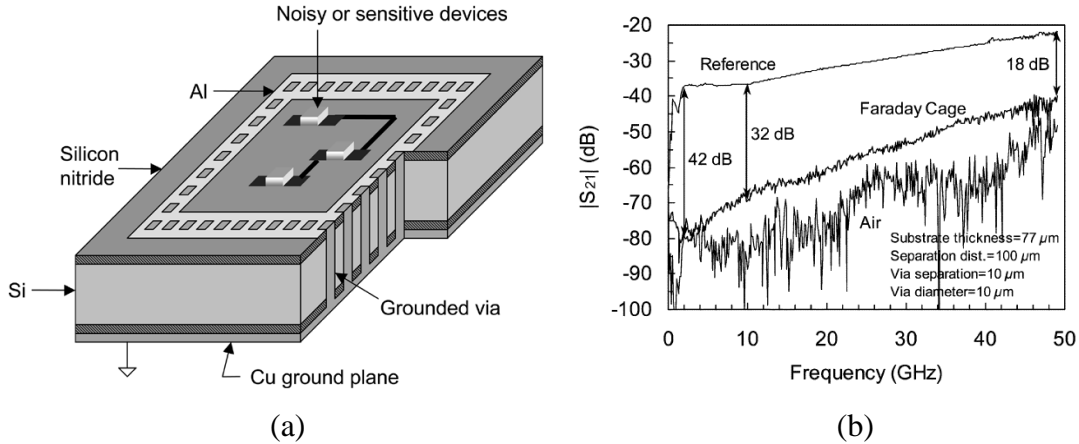 Noisy or sensitive devices
Al
Silicon
nitride
Si
Grounded via
Cu ground plane
(a)
|S21| (dB)
-20
-30
-40
-50
-60
-70
-80
-90
-100
Reference
18 dB
Faraday Cage
32 dB
42 dB
Air
Substrate thickness=77 µm
Separation dist.=100 µm
Via separation=10 µm
Via diameter=10 µm
0 10 20 30 40 50
Frequency (GHz)
(b)